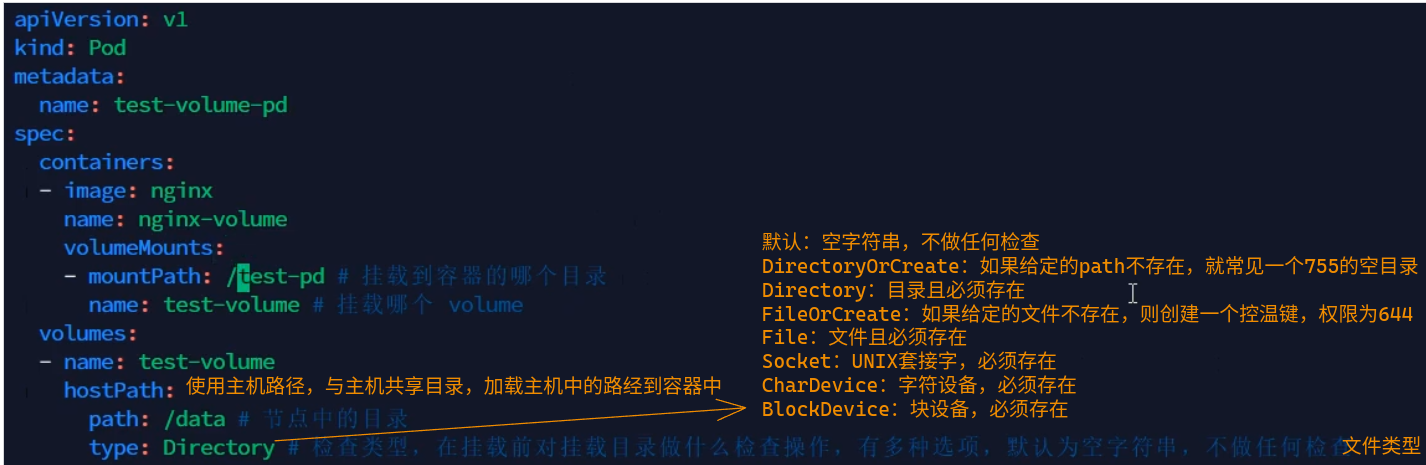 apiVersion: v1
kind: Pod
metadata:
  name: test-volume-pd
spec:
  containers:
  - image: nginx
    name: nginx-volume
    volumeMounts:
    - mountPath: /test-pd # 挂载到容器的哪个目录
      name: test-volume # 挂载哪个 volume
  volumes:
  - name: test-volume
    hostPath: 使用主机路径，与主机共享目录，加载主机中的路经到容器中
      path: /data # 节点中的目录
      type: Directory # 检查类型，在挂载前对挂载目录做什么检查操作，有多种选项，默认为空字符串，不做任何检查 文件类型
默认：空字符串，不做任何检查
DirectoryOrCreate：如果给定的path不存在，就常见一个755的空目录
Directory：目录且必须存在
FileOrCreate：如果给定的文件不存在，则创建一个控温键，权限为644
File：文件且必须存在
Socket：UNIX套接字，必须存在
CharDevice：字符设备，必须存在
BlockDevice：块设备，必须存在